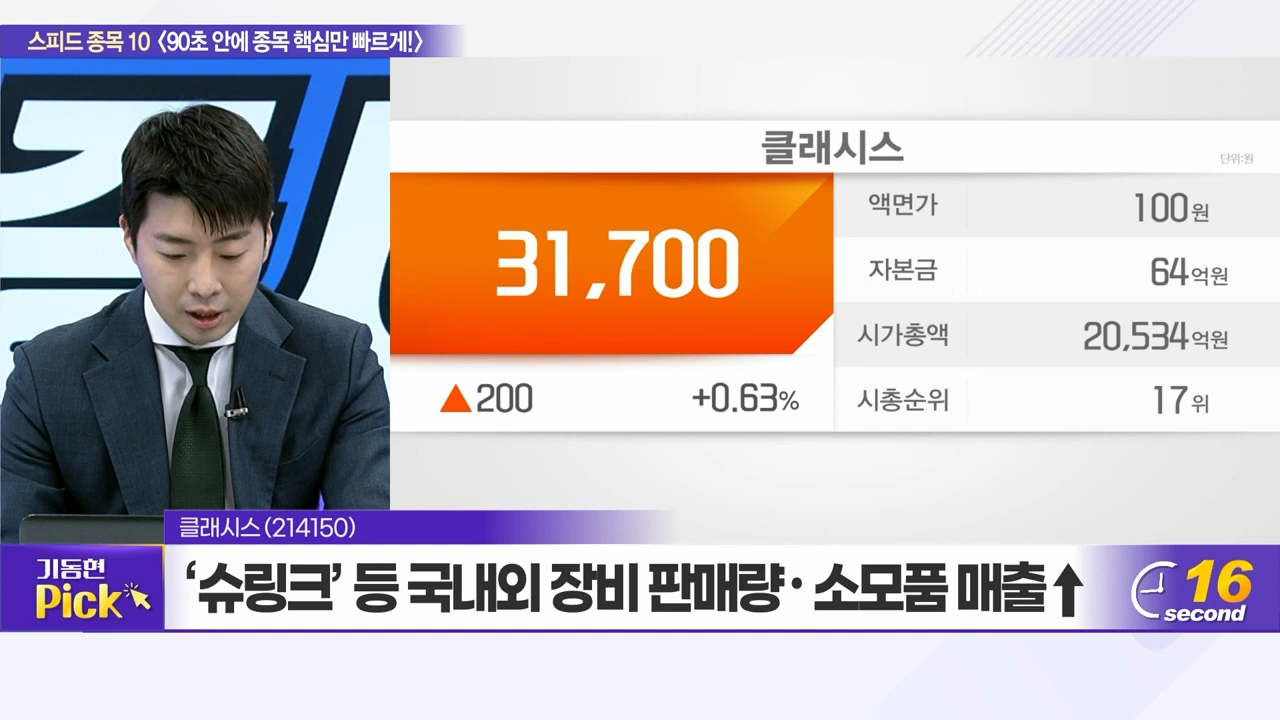 스피드 종목 10 〈90초 안에 종목 핵심만 빠르게!〉
클래시스
단위:원
31,700
▲200 +0.63%
액면가 100원
자본금 64억원
시가총액 20,534억원
시총순위 17위
클래시스(214150)
기동현
Pick
‘슈링크’ 등 국내외 장비 판매량· 소모품 매출↑
16
second